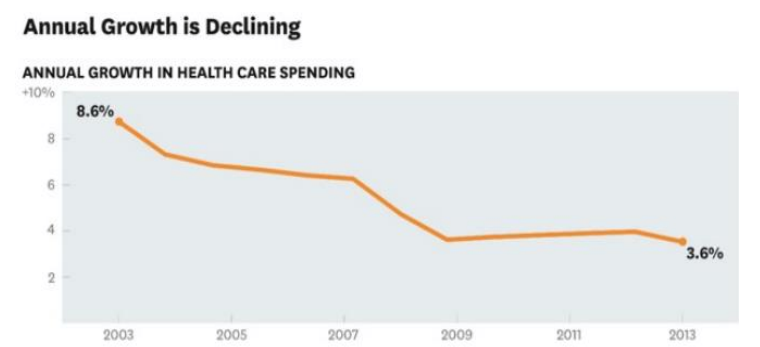 Annual Growth is Declining
ANNUAL GROWTH IN HEALTH CARE SPENDING
+10%
8.6%
8
6
4
3.6%
2
2003 2005 2007 2009 2011 2013